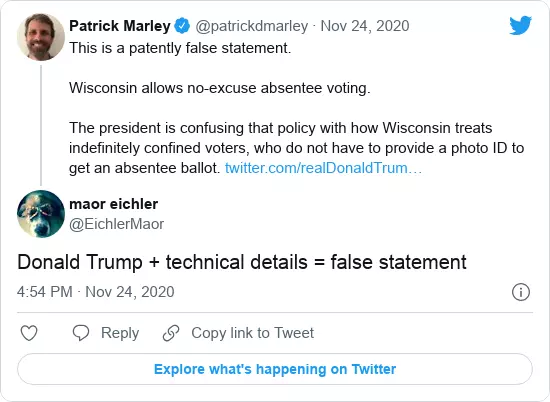 Patrick Marley @patrickdmarley · Nov 24, 2020
This is a patently false statement.
Wisconsin allows no-excuse absentee voting.
The president is confusing that policy with how Wisconsin treats
indefinitely confined voters, who do not have to provide a photo ID to
get an absentee ballot. twitter.com/realDonaldTrum…
maor eichler
@EichlerMaor
Donald Trump + technical details = false statement
4:54 PM · Nov 24, 2020
Reply Copy link to Tweet
Explore what's happening on Twitter